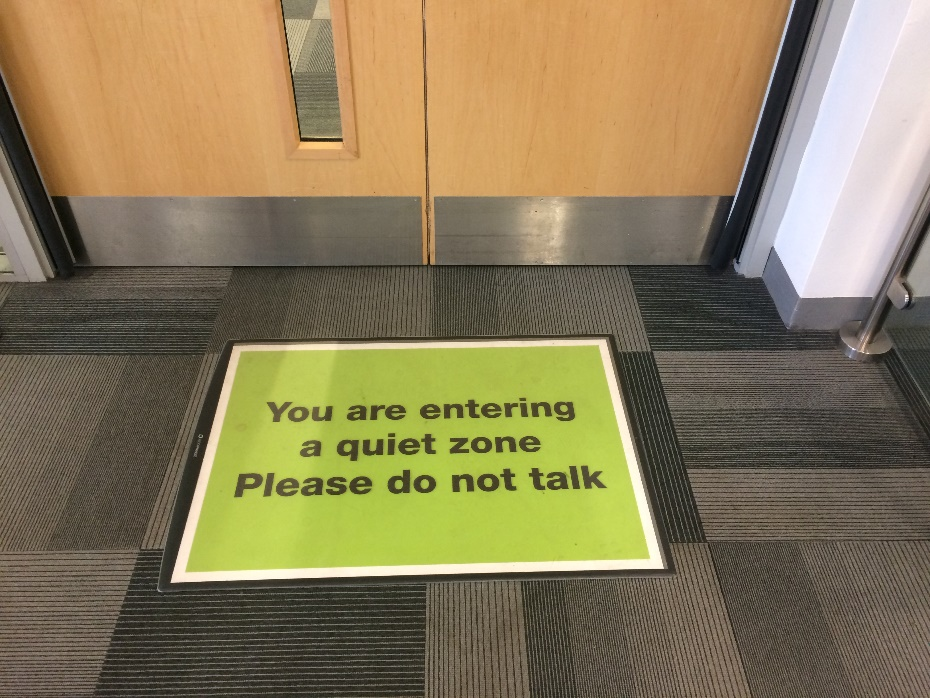 You are entering
a quiet zone
Please do not talk